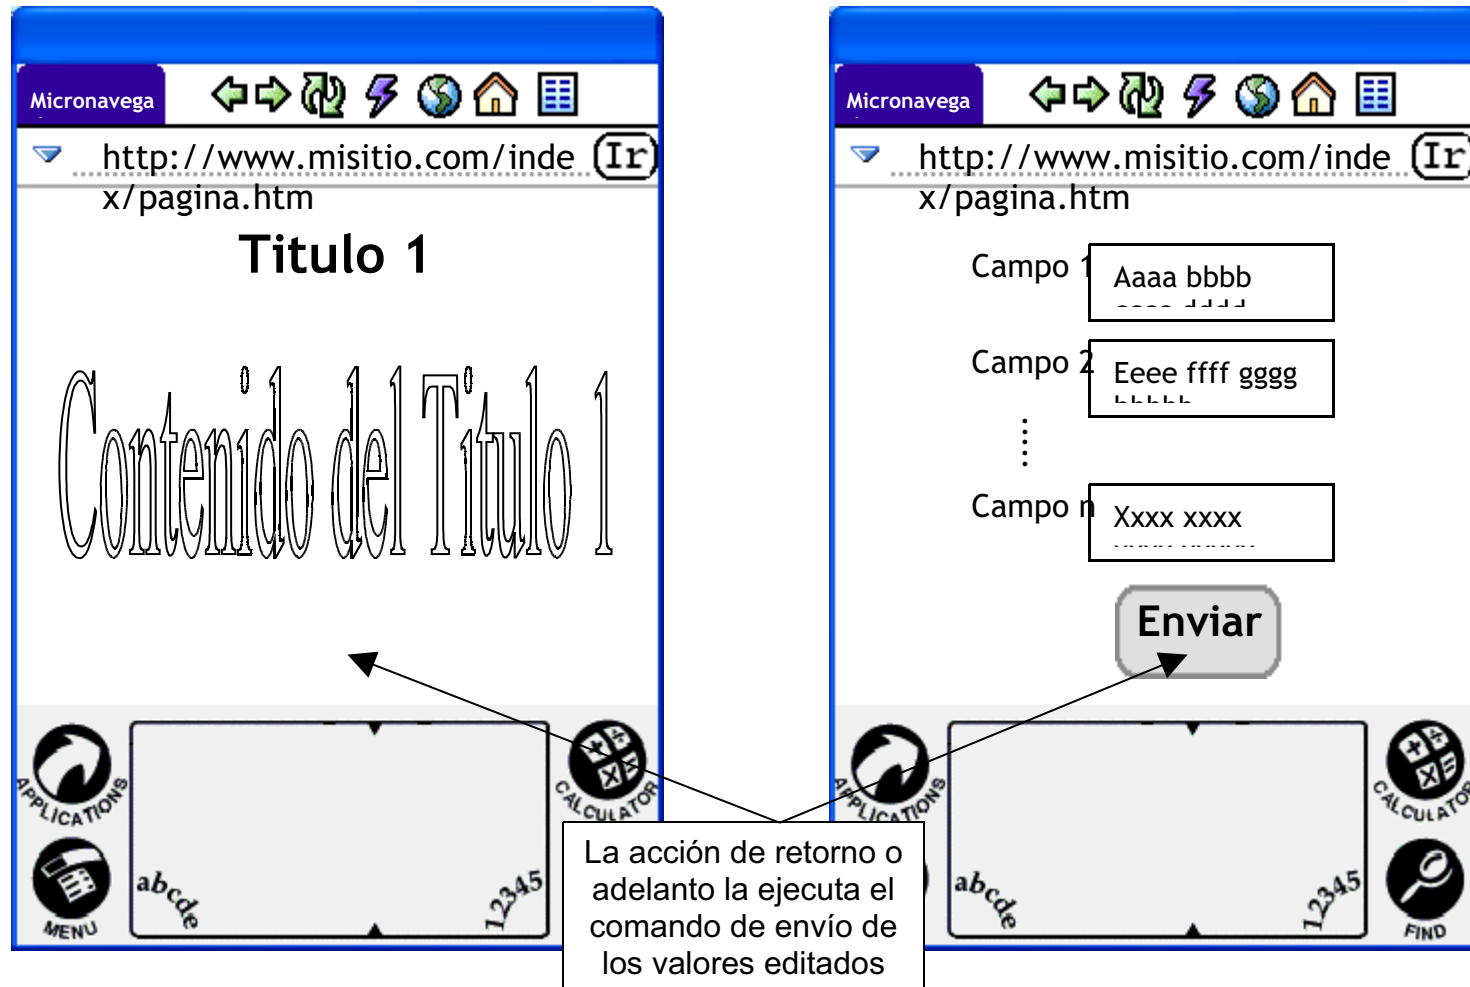 Micronavega
http://www.misitio.com/inde
x/pagina.htm
Ir
Titulo 1
Contenido del Titulo 1
APPLICATIONS
CALCULATOR
MENU
abcde
12345
Micronavega
http://www.misitio.com/inde
x/pagina.htm
Ir
Campo 1
Aaaa bbbb
Campo 2
Eeee ffff gggg
Campo n
Xxxx xxxx
Enviar
APPLICATIONS
CALCULATOR
abcde
12345
FIND
La acción de retorno o
adelanto la ejecuta el
comando de envío de
los valores editados